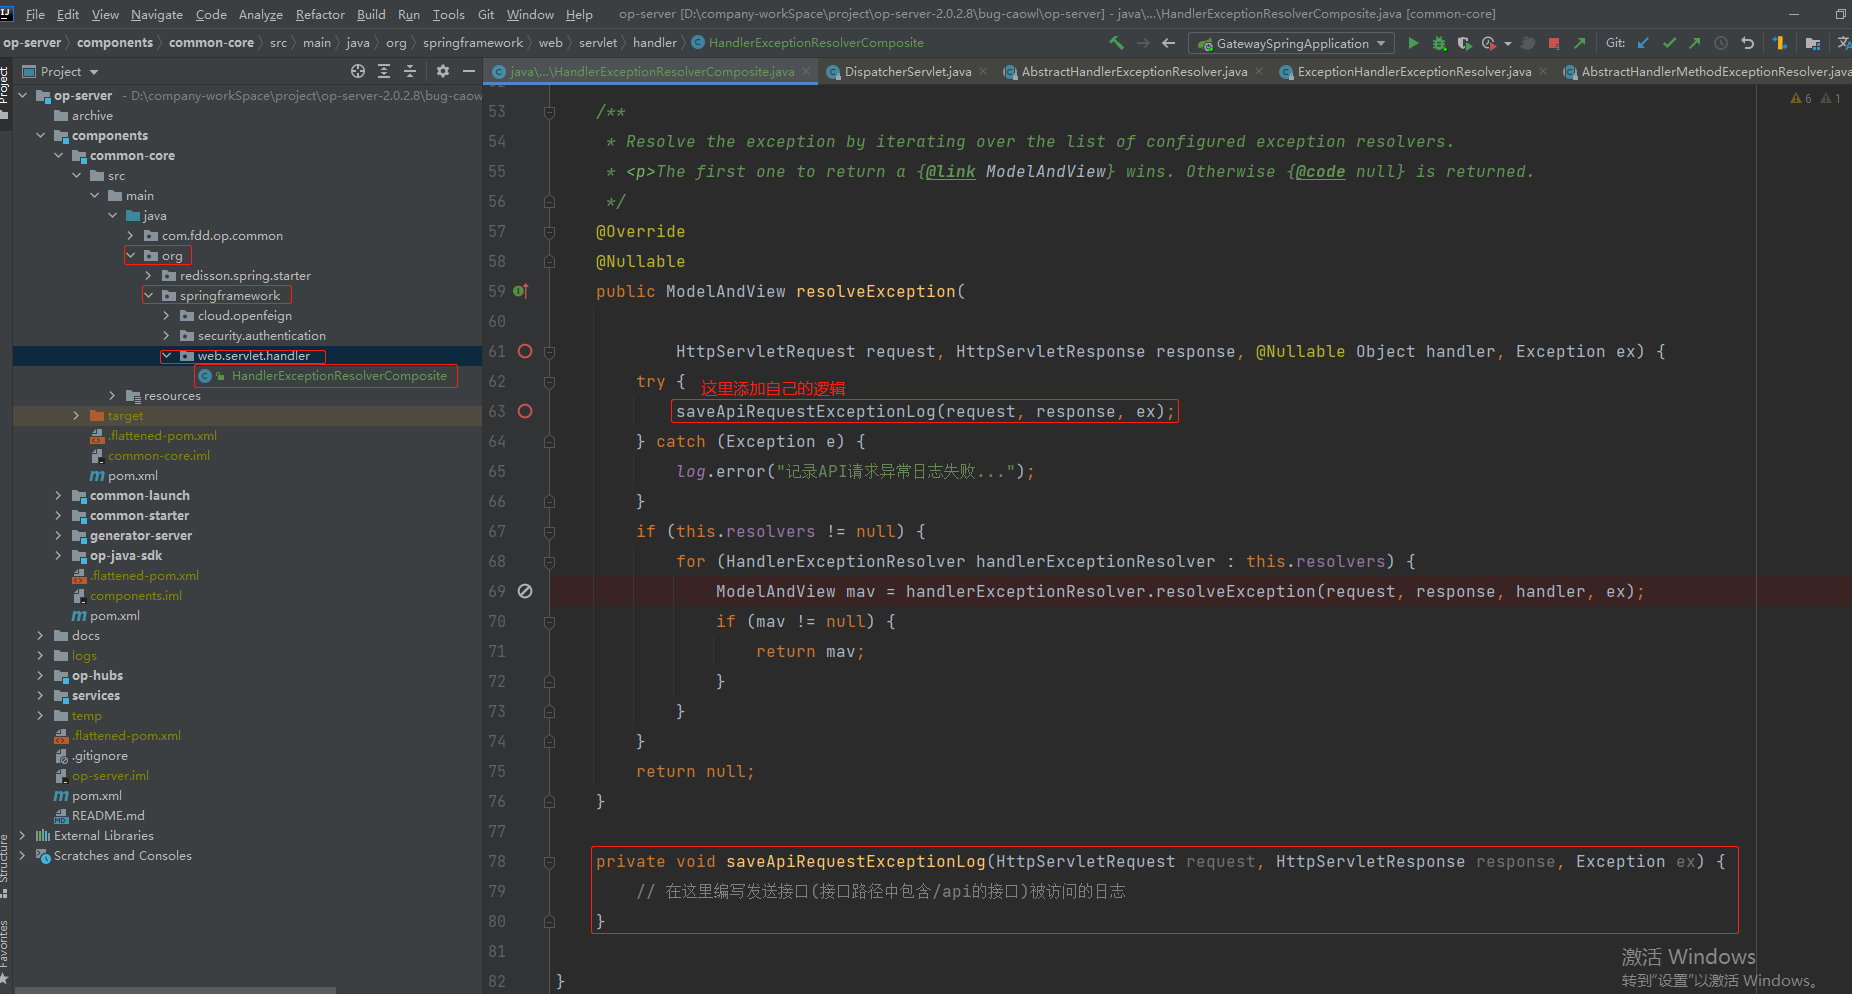 File Edit View Navigate Code Analyze Refactor Build Run Tools Git Window Help op-server [D:\company-workSpace\project\op-server-2.0.2.8\bug-caowl\op-server] - java\...\HandlerExceptionResolverComposite.java [common-core]
op-server components common-core src main java org springframework web servlet handler HandlerExceptionResolverComposite GatewaySpringApplication Git:
Project
java\...\HandlerExceptionResolverComposite.java DispatcherServlet.java AbstractHandlerExceptionResolver.java ExceptionHandlerExceptionResolver.java AbstractHandlerMethodExceptionResolver.java
Project
op-server - D:\company-workSpace\project\op-server-2.0.2.8\bug-caow
archive
components
common-core
src
main
java
com.fdd.op.common
org
redisson.spring.starter
springframework
cloud.openfeign
security.authentication
web.servlet.handler
HandlerExceptionResolverComposite
resources
target
.flattened-pom.xml
common-core.iml
pom.xml
common-launch
common-starter
generator-server
op-java-sdk
.flattened-pom.xml
components.iml
pom.xml
docs
logs
op-hubs
services
temp
.flattened-pom.xml
.gitignore
op-server.iml
pom.xml
README.md
External Libraries
Scratches and Consoles
Structure
Favorites
6 1
53 /**
54 * Resolve the exception by iterating over the list of configured exception resolvers.
55 * <p>The first one to return a {@link ModelAndView} wins. Otherwise {@code null} is returned.
56 */
57 @Override
58 @Nullable
59 public ModelAndView resolveException(
60
61 HttpServletRequest request, HttpServletResponse response, @Nullable Object handler, Exception ex) {
62 try { 这里添加自己的逻辑
63 saveApiRequestExceptionLog(request, response, ex);
64 } catch (Exception e) {
65 log.error("记录API请求异常日志失败...");
66 }
67 if (this.resolvers != null) {
68 for (HandlerExceptionResolver handlerExceptionResolver : this.resolvers) {
69 ModelAndView mav = handlerExceptionResolver.resolveException(request, response, handler, ex);
70 if (mav != null) {
71 return mav;
72 }
73 }
74 }
75 return null;
76 }
77
78 private void saveApiRequestExceptionLog(HttpServletRequest request, HttpServletResponse response, Exception ex) {
79 // 在这里编写发送接口(接口路径中包含/api的接口)被访问的日志
80 }
81
82 }
激活 Windows
转到"设置"以激活 Windows。